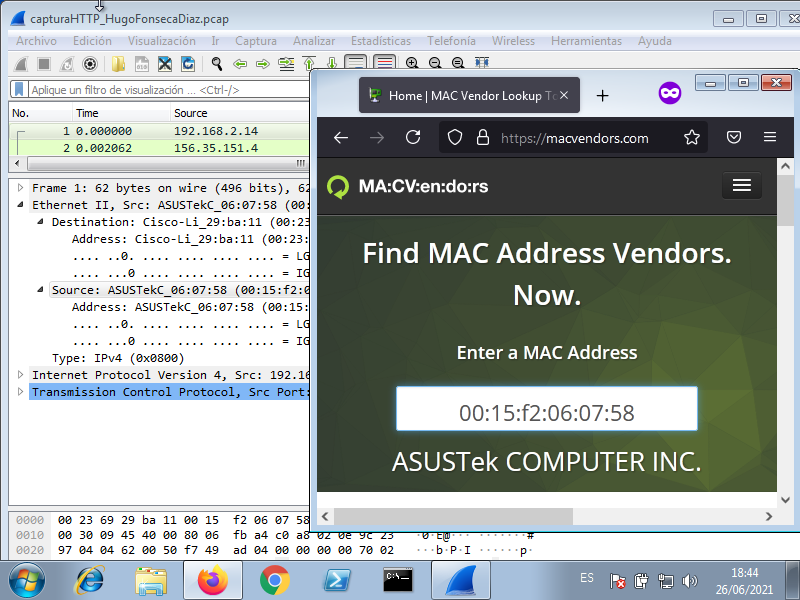 capturaHTTP_HugoFonsecaDiaz.pcap
Archivo Edición Visualización Ir Captura Analizar Estadísticas Telefonía Wireless Herramientas Ayuda
Aplique un filtro de visualización ... <Ctrl-/>
No. Time Source
1 0.000000 192.168.2.14
2 0.002062 156.35.151.4
Frame 1: 62 bytes on wire (496 bits), 62
Ethernet II, Src: ASUSTekC_06:07:58 (00:
Destination: Cisco-Li_29:ba:11 (00:23:
Address: Cisco-Li_29:ba:11 (00:23:
.... ..0. .... .... .... .... = LG
.... ...0 .... .... .... .... = IG
Source: ASUSTekC_06:07:58 (00:15:f2:0
Address: ASUSTekC_06:07:58 (00:15:
.... ..0. .... .... .... .... = LG
.... ...0 .... .... .... .... = IG
Type: IPv4 (0x0800)
Internet Protocol Version 4, Src: 192.16
Transmission Control Protocol, Src Port:
0000 00 23 69 29 ba 11 00 15 f2 06 07 58
0010 00 30 09 45 40 00 80 06 fb a4 c0 a8 02 0e 9c 23 ·0·E@··· ·······#
0020 97 04 04 62 00 50 f7 49 ad 04 00 00 00 00 70 02 ···b·P·I ······p·
Home | MAC Vendor Lookup To
https://macvendors.com
MA:CV:en:do:rs
Find MAC Address Vendors.
Now.
Enter a MAC Address
00:15:f2:06:07:58
ASUSTek COMPUTER INC.
ES
18:44
26/06/2021